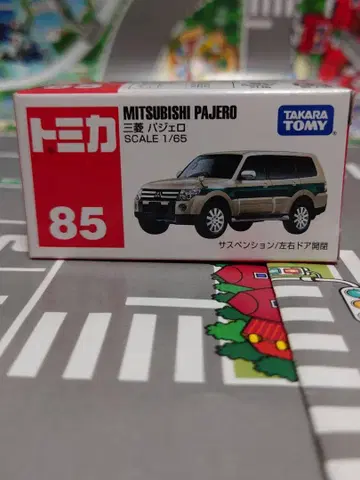 トミカ
85
MITSUBISHI PAJERO
三菱 パジェロ
SCALE 1/65
TAKARA
TOMY
サスペンション/左右ドア開閉